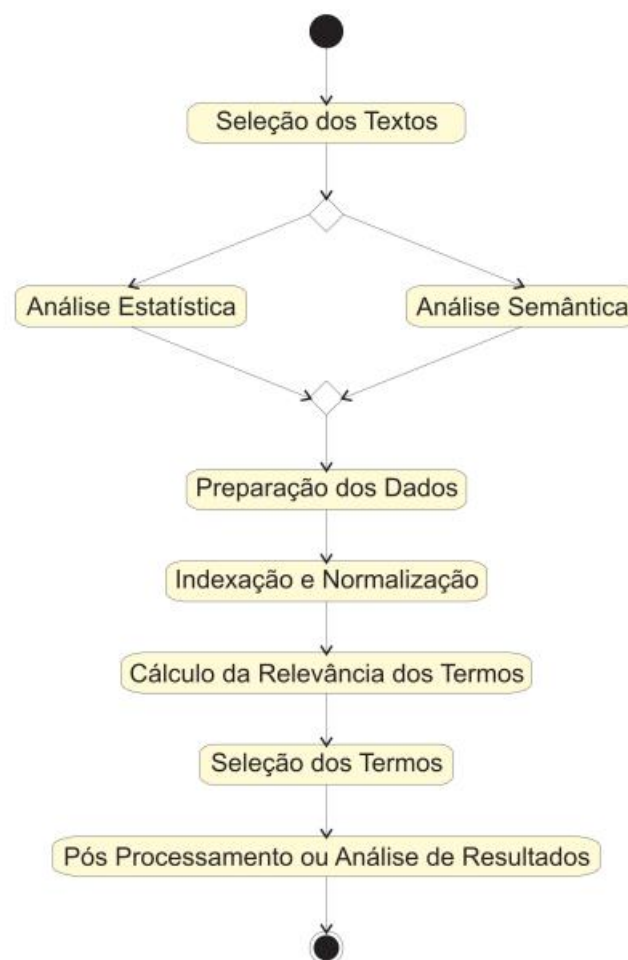 Seleção dos Textos
Análise Estatística
Análise Semântica
Preparação dos Dados
Indexação e Normalização
Cálculo da Relevância dos Termos
Seleção dos Termos
Pós Processamento ou Análise de Resultados